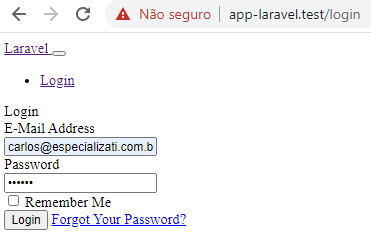 Não seguro | app-laravel.test/login
Laravel
Login
Login
E-Mail Address
carlos@especializati.com.b
Password
••••••
Remember Me
Login Forgot Your Password?